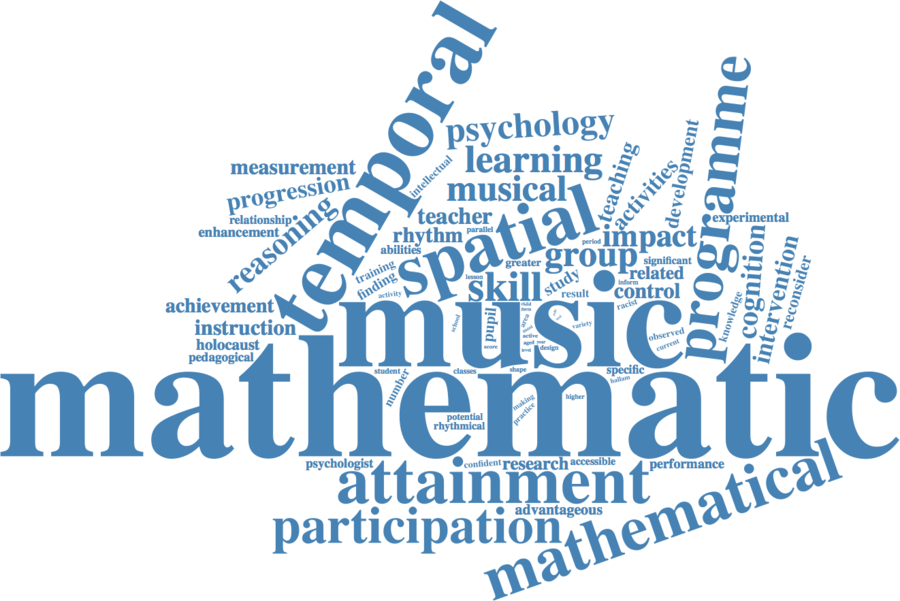 temporal
programme
psychology
learning
intellectual
musical
measurement
progression
reasoning
relationship
enhancement
teacher
parallel
rhythm
abilities
spatial
teaching
activities
development
experimental
period
impact
group
greater
significant
related
training
finding
activity
lesson
skill
study
result
inform
control
racist
knowledge
cognition
intervention
reconsider
achievement
instruction
holocaust
pedagogical
music
school
pupil
child
area
variety
active
aged
year
level
design
score
observed
current
student
classes
shape
specific
hallam
mathematic
number
making
practice
higher
potential
rhythmical
psychologist
confident
research
accessible
performance
attainment
advantageous
participation
mathematical